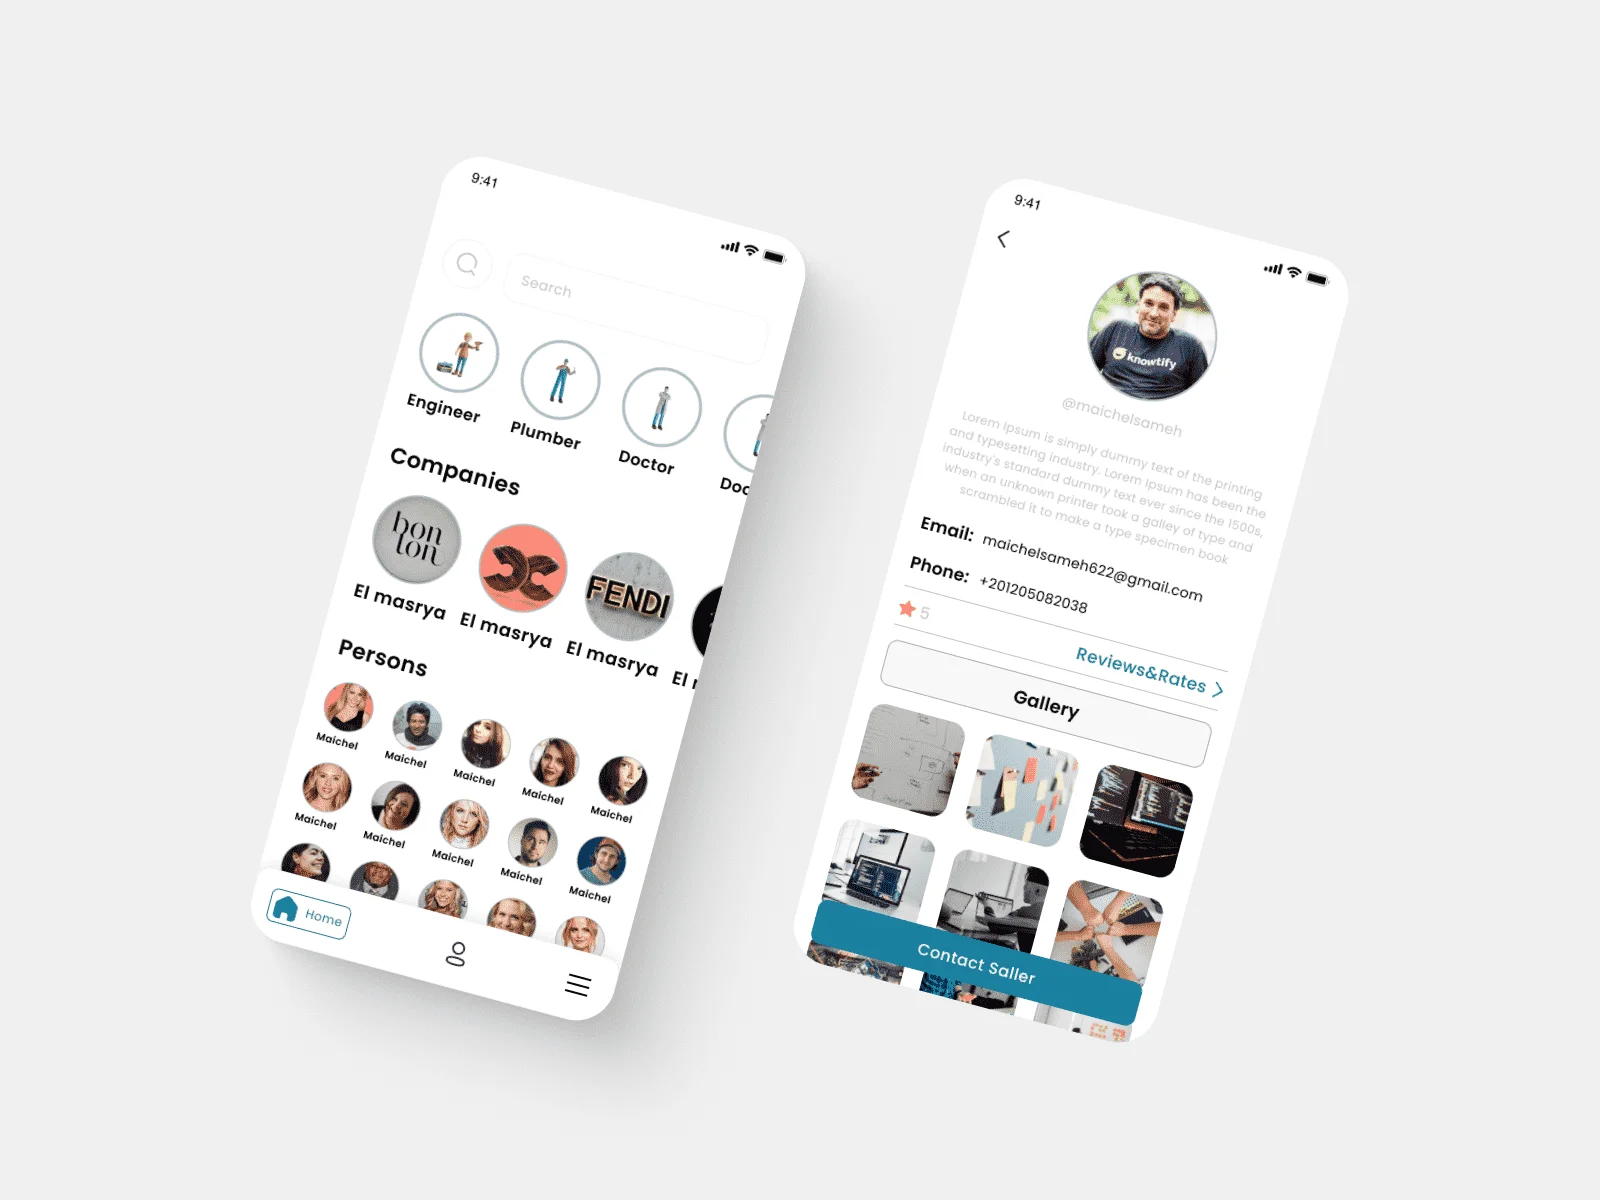 9:41
Search
Engineer
Plumber
Doctor
Doc
Companies
bon
ton
FENDI
El masrya
El masrya
El masrya
El
Persons
Maichel
Maichel
Maichel
Maichel
Maichel
Maichel
Maichel
Maichel
Maichel
Maichel
Home
9:41
knowtify
@maichelsameh
Lorem Ipsum is simply dummy text of the printing
and typesetting industry. Lorem Ipsum has been the
industry's standard dummy text ever since the 1500s,
when an unknown printer took a galley of type and
scrambled it to make a type specimen book
Email: maichelsameh622@gmail.com
Phone: +201205082038
5
Reviews&Rates
Gallery
Contact Saller